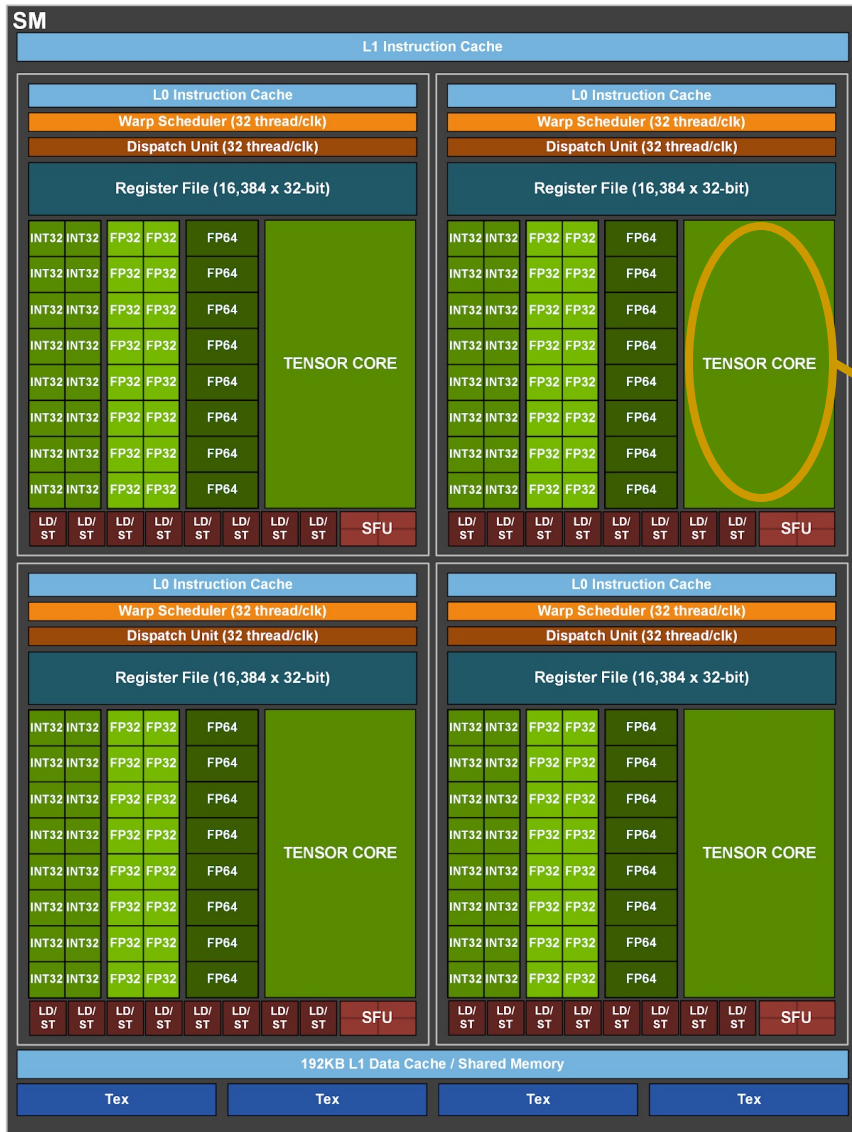 SM
L1 Instruction Cache
L0 Instruction Cache
Warp Scheduler (32 thread/clk)
Dispatch Unit (32 thread/clk)
Register File (16,384 x 32-bit)
INT32 INT32 FP32 FP32 FP64
INT32 INT32 FP32 FP32 FP64
INT32 INT32 FP32 FP32 FP64
INT32 INT32 FP32 FP32 FP64
INT32 INT32 FP32 FP32 FP64
INT32 INT32 FP32 FP32 FP64
INT32 INT32 FP32 FP32 FP64
INT32 INT32 FP32 FP32 FP64
TENSOR CORE
LD/ LD/ LD/ LD/ LD/ LD/ LD/ LD/
ST ST ST ST ST ST ST ST
SFU
L0 Instruction Cache
Warp Scheduler (32 thread/clk)
Dispatch Unit (32 thread/clk)
Register File (16,384 x 32-bit)
INT32 INT32 FP32 FP32 FP64
INT32 INT32 FP32 FP32 FP64
INT32 INT32 FP32 FP32 FP64
INT32 INT32 FP32 FP32 FP64
INT32 INT32 FP32 FP32 FP64
INT32 INT32 FP32 FP32 FP64
INT32 INT32 FP32 FP32 FP64
INT32 INT32 FP32 FP32 FP64
TENSOR CORE
LD/ LD/ LD/ LD/ LD/ LD/ LD/ LD/
ST ST ST ST ST ST ST ST
SFU
L0 Instruction Cache
Warp Scheduler (32 thread/clk)
Dispatch Unit (32 thread/clk)
Register File (16,384 x 32-bit)
INT32 INT32 FP32 FP32 FP64
INT32 INT32 FP32 FP32 FP64
INT32 INT32 FP32 FP32 FP64
INT32 INT32 FP32 FP32 FP64
INT32 INT32 FP32 FP32 FP64
INT32 INT32 FP32 FP32 FP64
INT32 INT32 FP32 FP32 FP64
INT32 INT32 FP32 FP32 FP64
TENSOR CORE
LD/ LD/ LD/ LD/ LD/ LD/ LD/ LD/
ST ST ST ST ST ST ST ST
SFU
L0 Instruction Cache
Warp Scheduler (32 thread/clk)
Dispatch Unit (32 thread/clk)
Register File (16,384 x 32-bit)
INT32 INT32 FP32 FP32 FP64
INT32 INT32 FP32 FP32 FP64
INT32 INT32 FP32 FP32 FP64
INT32 INT32 FP32 FP32 FP64
INT32 INT32 FP32 FP32 FP64
INT32 INT32 FP32 FP32 FP64
INT32 INT32 FP32 FP32 FP64
INT32 INT32 FP32 FP32 FP64
TENSOR CORE
LD/ LD/ LD/ LD/ LD/ LD/ LD/ LD/
ST ST ST ST ST ST ST ST
SFU
192KB L1 Data Cache / Shared Memory
Tex Tex Tex Tex